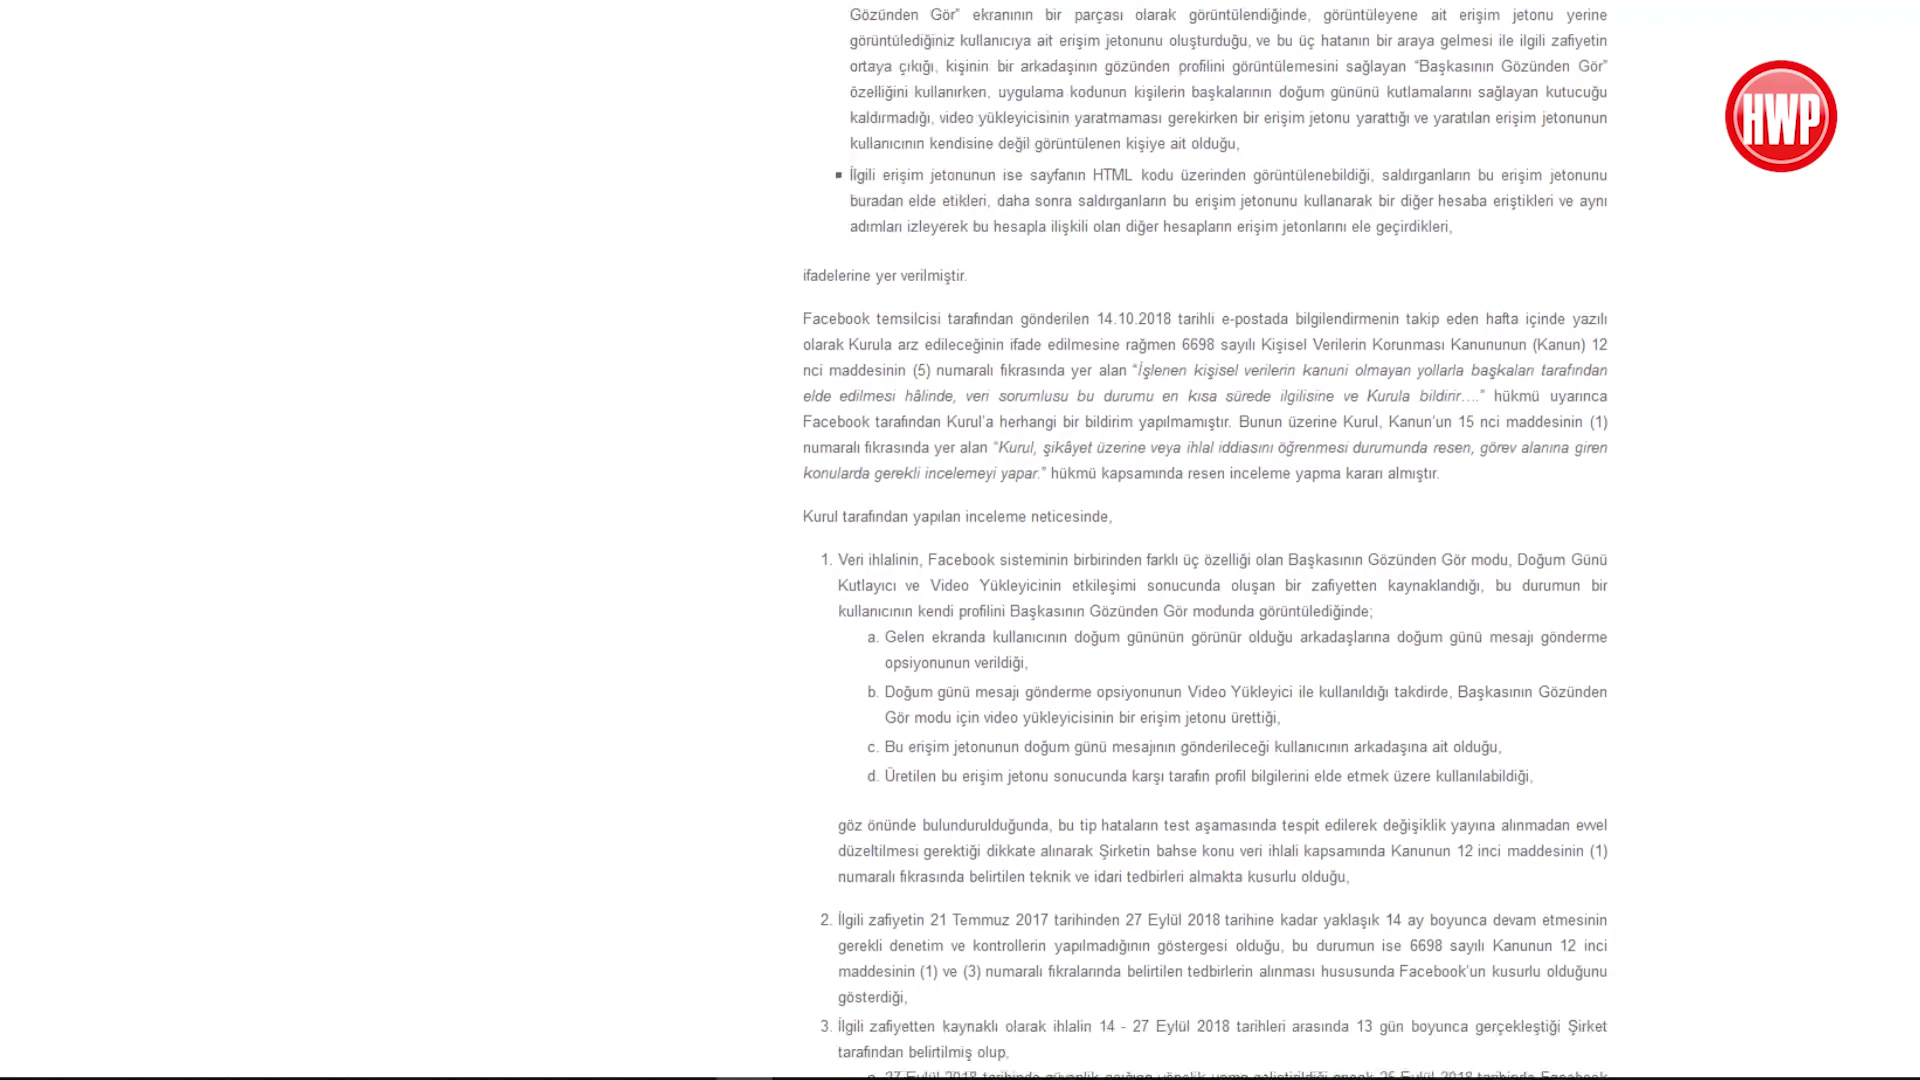 Gözünden Gör” ekranının bir parçası olarak görüntülendiğinde, görüntüleyene ait erişim jetonu yerine
görüntülediğiniz kullanıcıya ait erişim jetonunu oluşturduğu, ve bu üç hatanın bir araya gelmesi ile ilgili zafiyetin
ortaya çıkığı, kişinin bir arkadaşının gözünden profilini görüntülemesini sağlayan “Başkasının Gözünden Gör”
özelliğini kullanırken, uygulama kodunun kişilerin başkalarının doğum gününü kutlamalarını sağlayan kutucuğu
kaldırmadığı, video yükleyicisinin yaratmaması gerekirken bir erişim jetonu yarattığı ve yaratılan erişim jetonunun
kullanıcının kendisine değil görüntülenen kişiye ait olduğu,
HWP
▪ İlgili erişim jetonunun ise sayfanın HTML kodu üzerinden görüntülenebildiği, saldırganların bu erişim jetonunu
buradan elde etikleri, daha sonra saldırganların bu erişim jetonunu kullanarak bir diğer hesaba eriştikleri ve aynı
adımları izleyerek bu hesapla ilişkili olan diğer hesapların erişim jetonlarını ele geçirdikleri,
ifadelerine yer verilmiştir.
Facebook temsilcisi tarafından gönderilen 14.10.2018 tarihli e-postada bilgilendirmenin takip eden hafta içinde yazılı
olarak Kurula arz edileceğinin ifade edilmesine rağmen 6698 sayılı Kişisel Verilerin Korunması Kanununun (Kanun) 12
nci maddesinin (5) numaralı fıkrasında yer alan “İşlenen kişisel verilerin kanuni olmayan yollarla başkaları tarafından
elde edilmesi hâlinde, veri sorumlusu bu durumu en kısa sürede ilgilisine ve Kurula bildirir….” hükmü uyarınca
Facebook tarafından Kurul’a herhangi bir bildirim yapılmamıştır. Bunun üzerine Kurul, Kanun’un 15 nci maddesinin (1)
numaralı fıkrasında yer alan “Kurul, şikâyet üzerine veya ihlal iddiasını öğrenmesi durumunda resen, görev alanına giren
konularda gerekli incelemeyi yapar.” hükmü kapsamında resen inceleme yapma kararı almıştır.
Kurul tarafından yapılan inceleme neticesinde,
1. Veri ihlalinin, Facebook sisteminin birbirinden farklı üç özelliği olan Başkasının Gözünden Gör modu, Doğum Günü
Kutlayıcı ve Video Yükleyicinin etkileşimi sonucunda oluşan bir zafiyetten kaynaklandığı, bu durumun bir
kullanıcının kendi profilini Başkasının Gözünden Gör modunda görüntülediğinde;
a. Gelen ekranda kullanıcının doğum gününün görünür olduğu arkadaşlarına doğum günü mesajı gönderme
opsiyonunun verildiği,
b. Doğum günü mesajı gönderme opsiyonunun Video Yükleyici ile kullanıldığı takdirde, Başkasının Gözünden
Gör modu için video yükleyicisinin bir erişim jetonu ürettiği,
c. Bu erişim jetonunun doğum günü mesajının gönderileceği kullanıcının arkadaşına ait olduğu,
d. Üretilen bu erişim jetonu sonucunda karşı tarafın profil bilgilerini elde etmek üzere kullanılabildiği,
göz önünde bulundurulduğunda, bu tip hataların test aşamasında tespit edilerek değişiklik yayına alınmadan evvel
düzeltilmesi gerektiği dikkate alınarak Şirketin bahse konu veri ihlali kapsamında Kanunun 12 inci maddesinin (1)
numaralı fıkrasında belirtilen teknik ve idari tedbirleri almakta kusurlu olduğu,
2. İlgili zafiyetin 21 Temmuz 2017 tarihinden 27 Eylül 2018 tarihine kadar yaklaşık 14 ay boyunca devam etmesinin
gerekli denetim ve kontrollerin yapılmadığının göstergesi olduğu, bu durumun ise 6698 sayılı Kanunun 12 inci
maddesinin (1) ve (3) numaralı fıkralarında belirtilen tedbirlerin alınması hususunda Facebook’un kusurlu olduğunu
gösterdiği,
3. İlgili zafiyetten kaynaklı olarak ihlalin 14 - 27 Eylül 2018 tarihleri arasında 13 gün boyunca gerçekleştiği Şirket
tarafından belirtilmiş olup,
a. 27 Eylül 2018 tarihinde güvenlik açığına yönelik yama geliştirildiği ancak 25 Eylül 2018 tarihinde Facebook